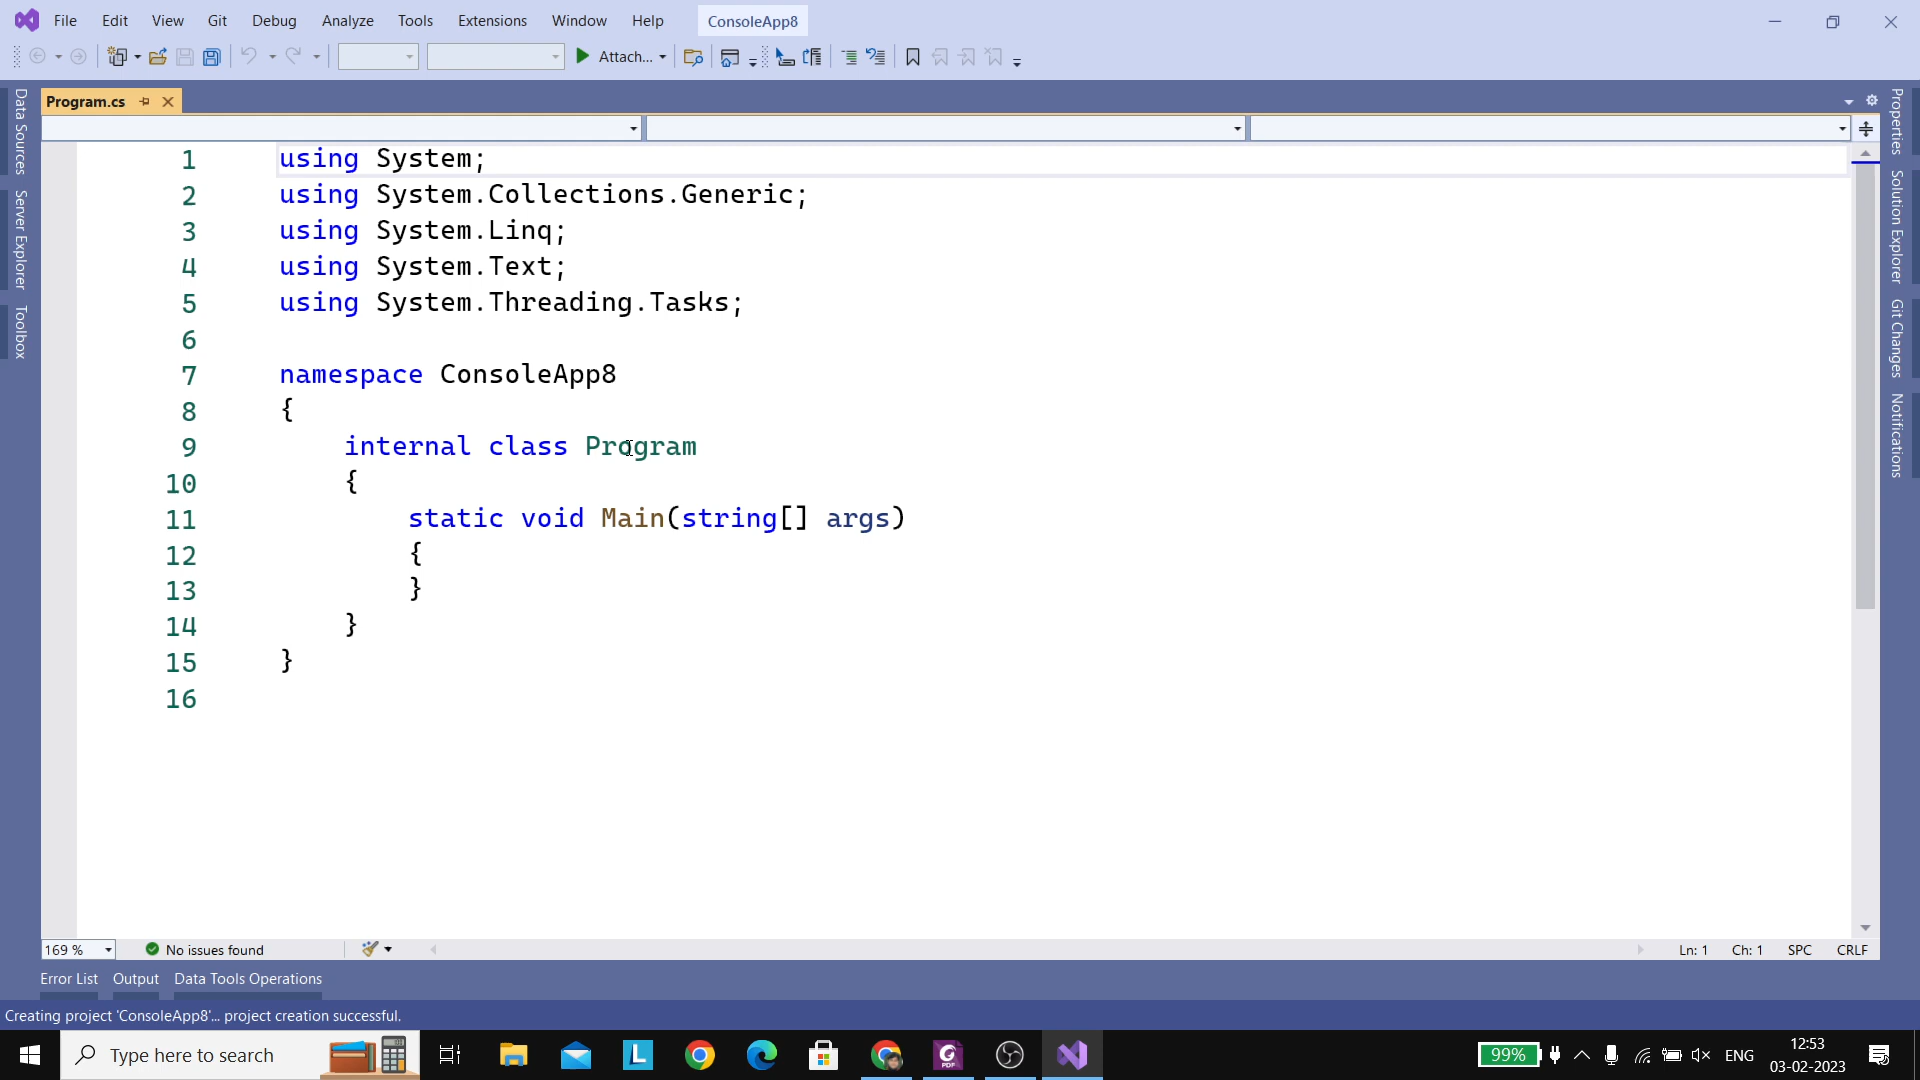 File Edit View Git Debug Analyze Tools Extensions Window Help ConsoleApp8
Attach...
Data Sources
Server Explorer
Toolbox
Program.cs
1 using System;
2 using System.Collections.Generic;
3 using System.Linq;
4 using System.Text;
5 using System.Threading.Tasks;
6
7 namespace ConsoleApp8
8 {
9 internal class Program
10 {
11 static void Main(string[] args)
12 {
13 }
14 }
15 }
16
Properties
Solution Explorer
Git Changes
Notifications
169 % No issues found Ln: 1 Ch: 1 SPC CRLF
Error List Output Data Tools Operations
Creating project 'ConsoleApp8'... project creation successful.
Type here to search L PDF 99% ENG 12:53
03-02-2023